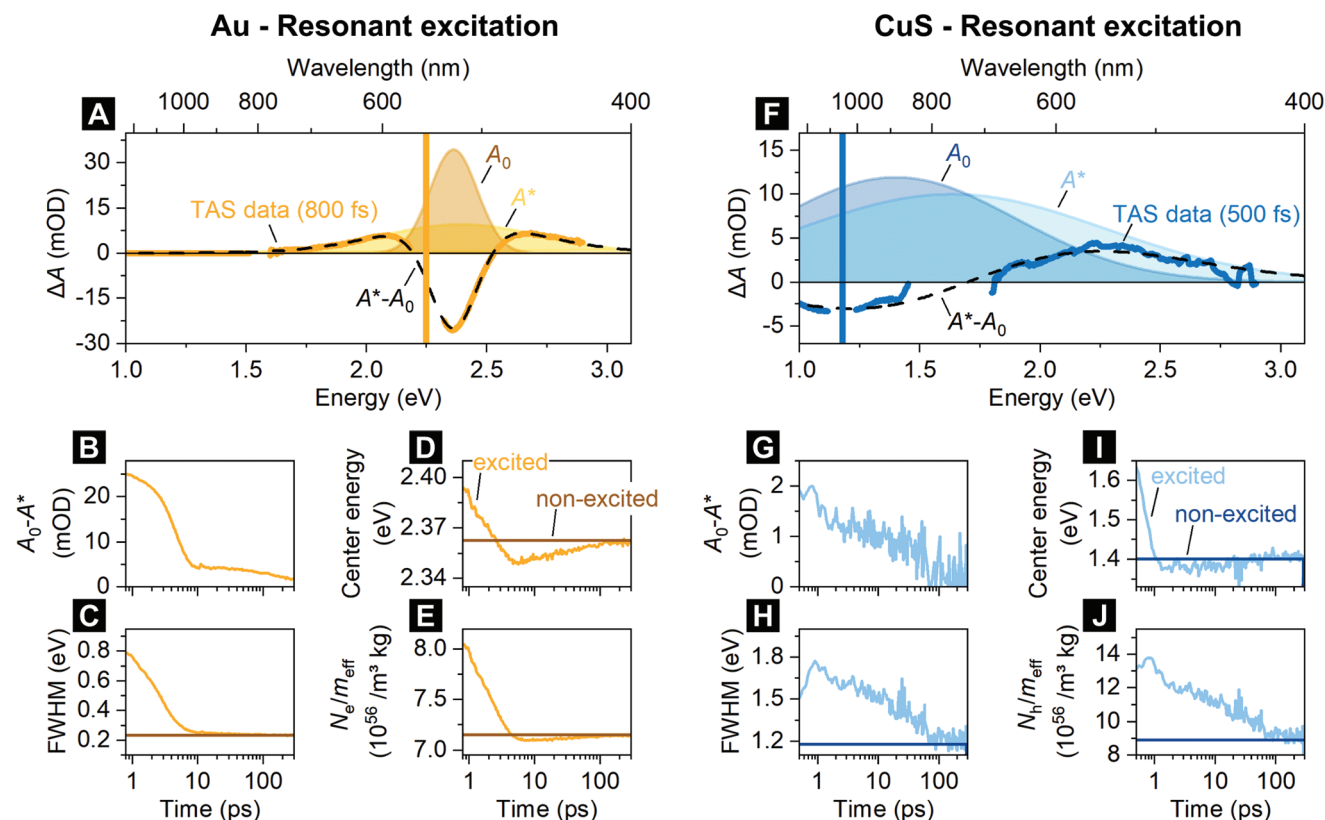 Au - Resonant excitation
Wavelength (nm)
1000 800 600 400
A
ΔA (mOD)
30
15
0
-15
-30
A₀
A*
TAS data (800 fs)
A*-A₀
1.0 1.5 2.0 2.5 3.0
Energy (eV)
B
A₀-A*
(mOD)
20
10
0
D
Center energy
(eV)
2.40
2.37
2.34
excited
non-excited
C
FWHM (eV)
0.8
0.6
0.4
0.2
1 10 100
Time (ps)
E
Nₑ/m_eff
(10⁵⁶ /m³ kg)
8.0
7.5
7.0
1 10 100
Time (ps)
CuS - Resonant excitation
Wavelength (nm)
1000 800 600 400
F
ΔA (mOD)
15
10
5
0
-5
A₀
A*
TAS data (500 fs)
A*-A₀
1.0 1.5 2.0 2.5 3.0
Energy (eV)
G
A₀-A*
(mOD)
2
1
0
I
Center energy
(eV)
1.6
1.5
1.4
excited
non-excited
H
FWHM (eV)
1.8
1.5
1.2
1 10 100
Time (ps)
J
Nₕ/m_eff
(10⁵⁶ /m³ kg)
14
12
10
8
1 10 100
Time (ps)